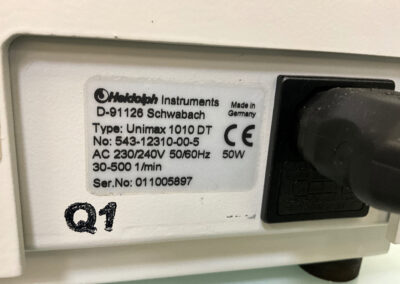 Heidolph Instruments
D-91126 Schwabach
Made in
Germany
Type: Unimax 1010 DT
No: 543-12310-00-5
CE
AC 230/240V 50/60Hz 50W
30-500 1/min
Ser.No: 011005897
Q1